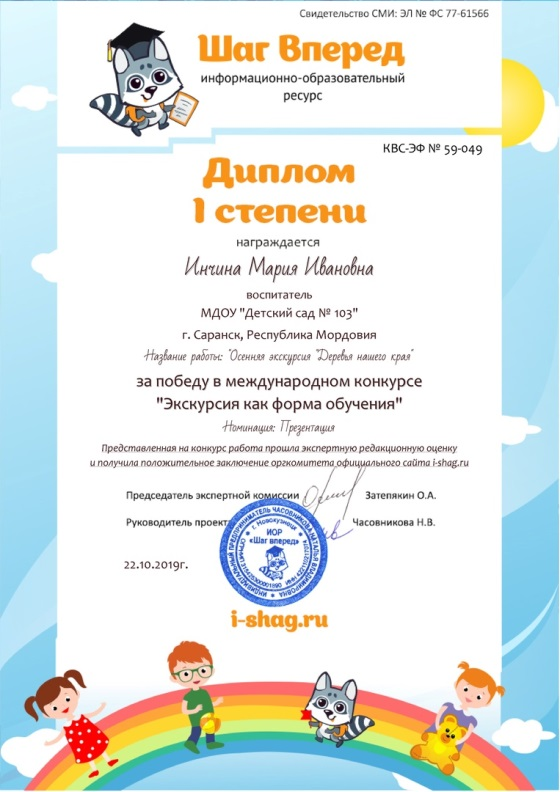 Свидетельство СМИ: ЭЛ № ФС 77-61566
Шаг Вперед
информационно-образовательный
ресурс
КВС-ЭФ № 59-049
Диплом
I степени
награждается
Инчина Мария Ивановна
воспитатель
МДОУ "Детский сад № 103"
г. Саранск, Республика Мордовия
Название работы: "Осенняя экскурсия "Деревья нашего края"
за победу в международном конкурсе
"Экскурсия как форма обучения"
Номинация: Презентация
Представленная на конкурс работа прошла экспертную редакционную оценку
и получила положительное заключение оргкомитета официального сайта i-shag.ru
Председатель экспертной комиссии Затепякин О.А.
Руководитель проекта Часовникова Н.В.
ИНДИВИДУАЛЬНЫЙ ПРЕДПРИНИМАТЕЛЬ ЧАСОВНИКОВА НАТАЛЬЯ ВЛАДИМИРОВНА
г. Новокузнецк
ИОР
«Шаг вперед»
22.10.2019г.
i-shag.ru